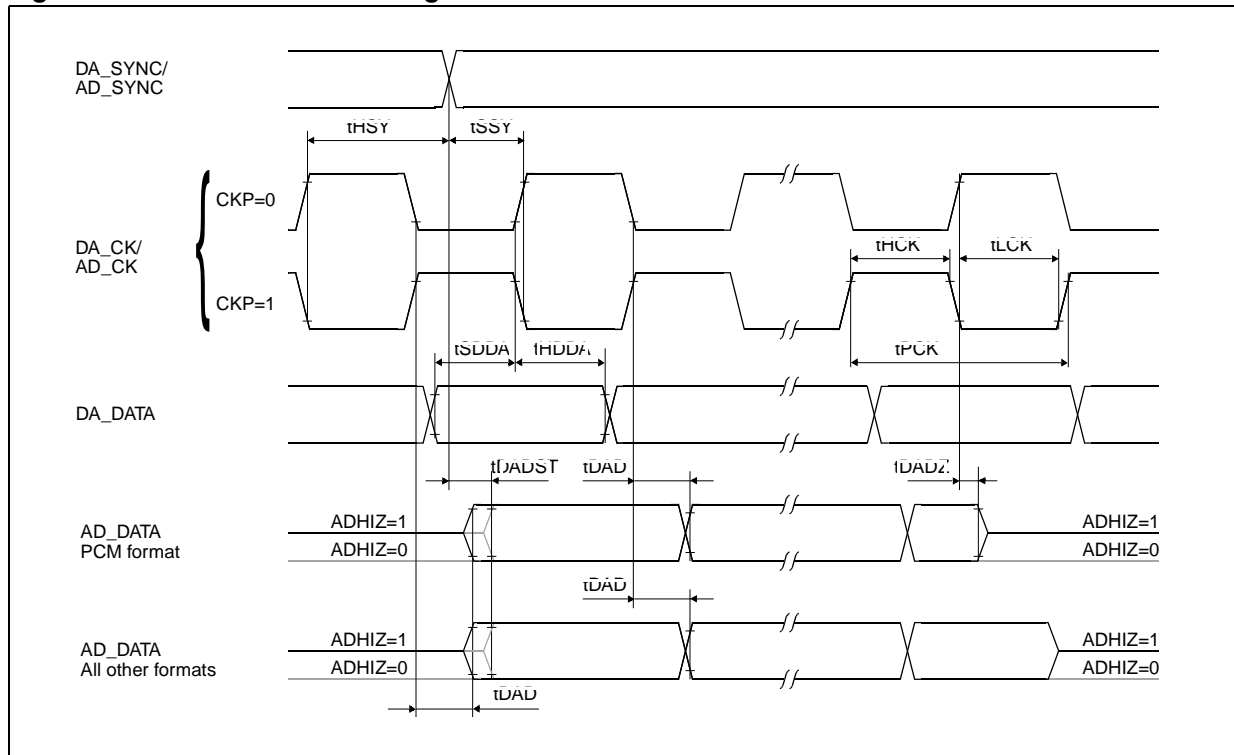 DA_SYNC/
AD_SYNC
tHSY
tSSY
CKP=0
DA_CK/
AD_CK
tHCK
tLCK
CKP=1
tSDDA
tHDDA
tPCK
DA_DATA
tDADST
tDAD
tDADZ
AD_DATA
PCM format
ADHIZ=1
ADHIZ=0
ADHIZ=1
ADHIZ=0
tDAD
AD_DATA
All other formats
ADHIZ=1
ADHIZ=0
ADHIZ=1
ADHIZ=0
tDAD